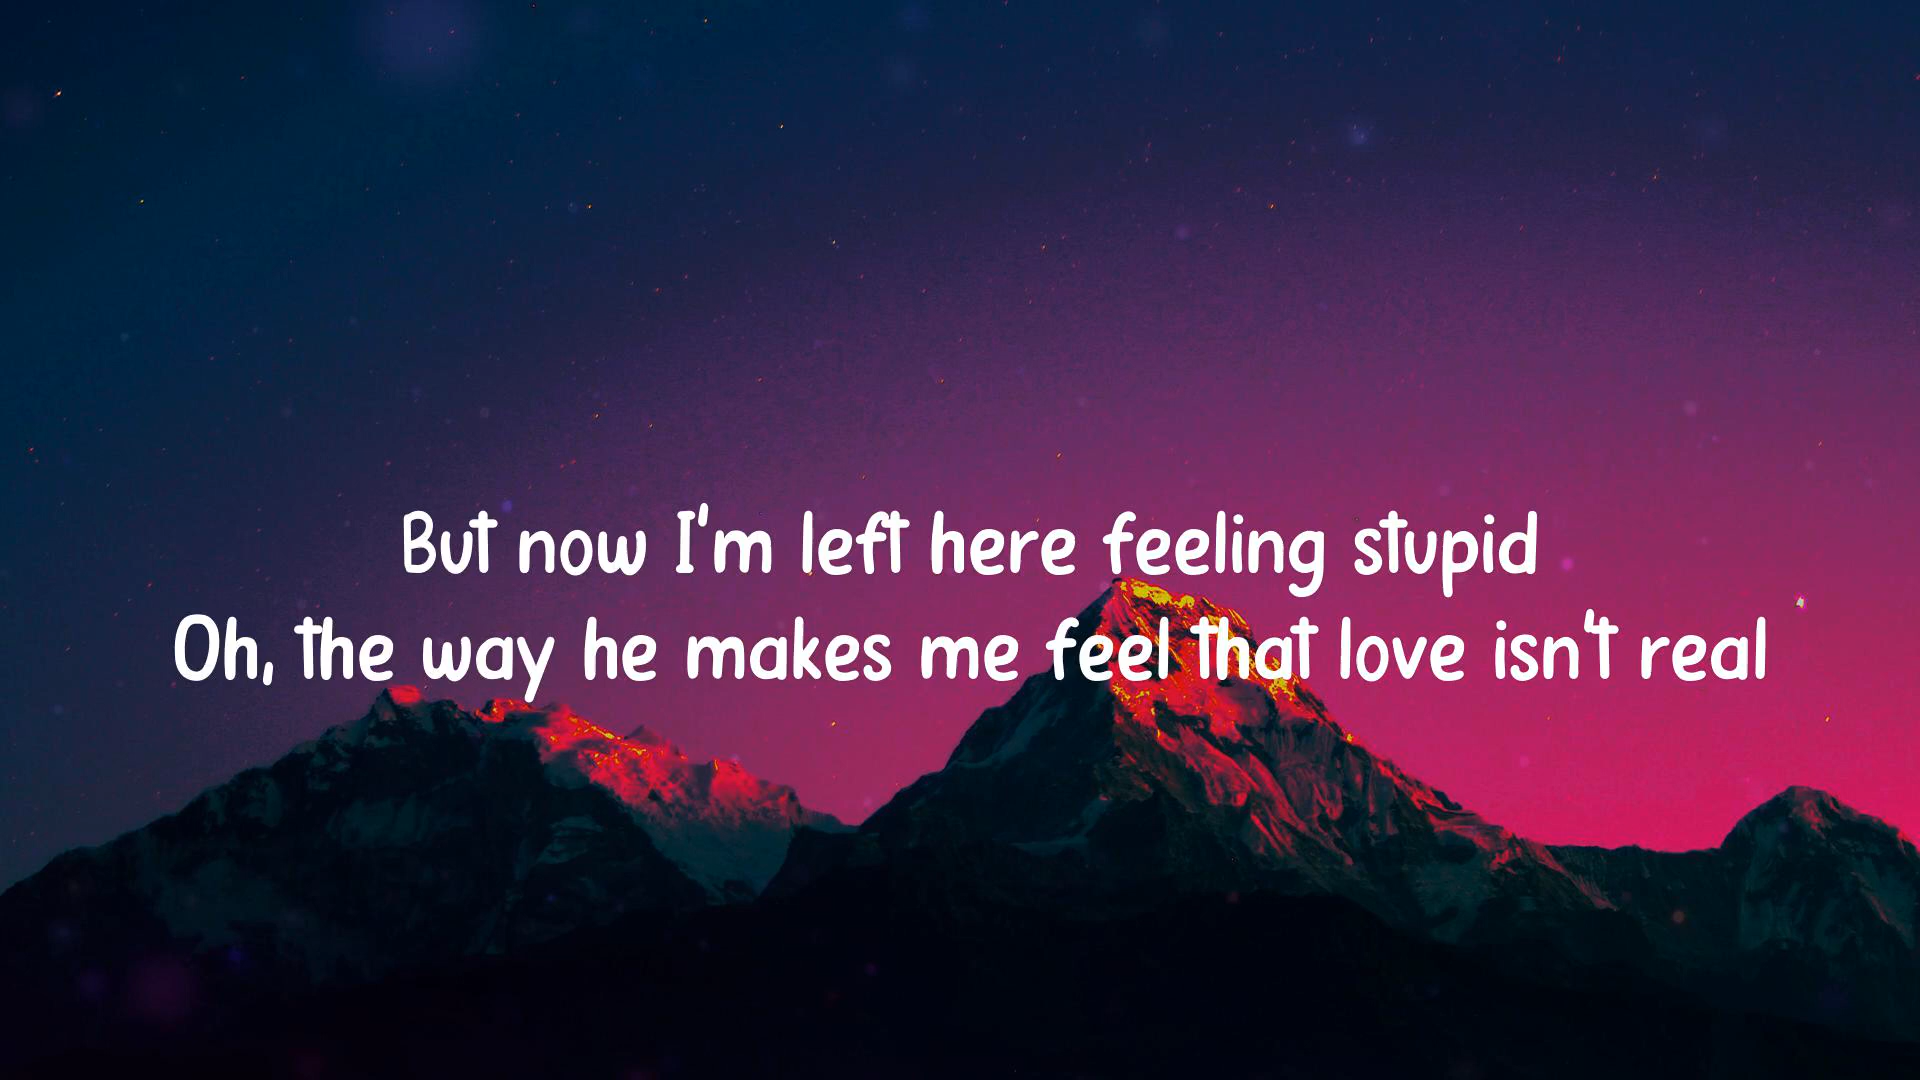 But now I'm left here feeling stupid
Oh, the way he makes me feel that love isn't real